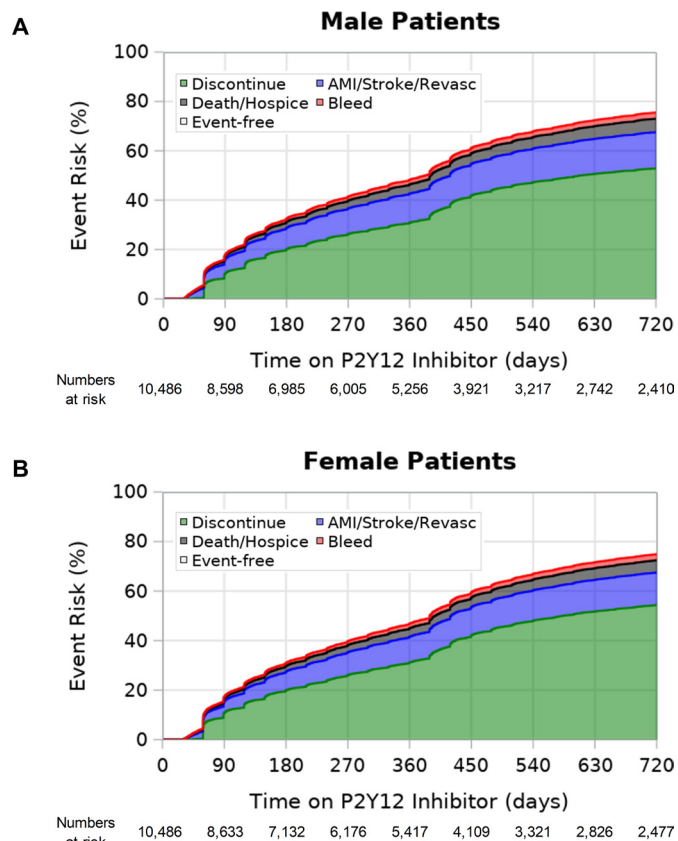 A
Male Patients
100
80
60
40
20
0
Event Risk (%)
Discontinue AMI/Stroke/Revasc
Death/Hospice Bleed
Event-free
0 90 180 270 360 450 540 630 720
Time on P2Y12 Inhibitor (days)
Numbers
at risk
10,486 8,598 6,985 6,005 5,256 3,921 3,217 2,742 2,410
B
Female Patients
100
80
60
40
20
0
Event Risk (%)
Discontinue AMI/Stroke/Revasc
Death/Hospice Bleed
Event-free
0 90 180 270 360 450 540 630 720
Time on P2Y12 Inhibitor (days)
Numbers
at risk
10,486 8,633 7,132 6,176 5,417 4,109 3,321 2,826 2,477